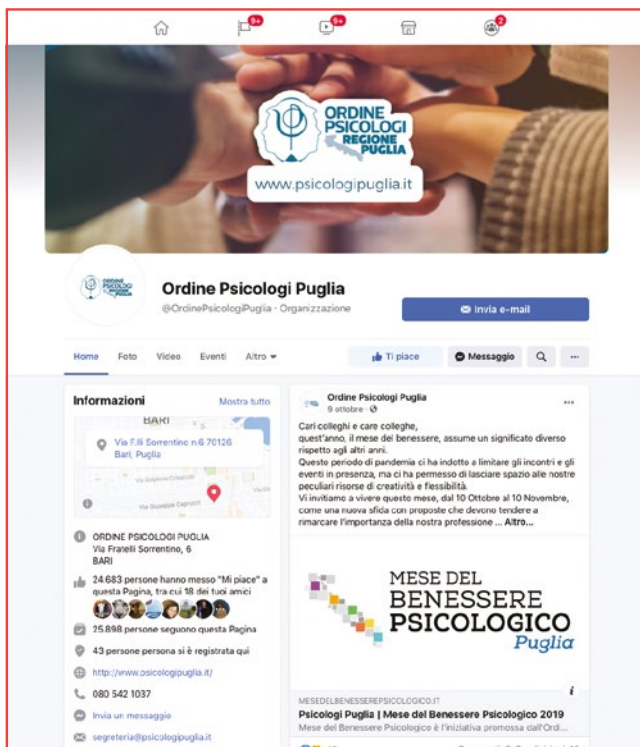 9+
9+
2
ORDINE
PSICOLOGI
REGIONE
PUGLIA
www.psicologipuglia.it
ORDINE
PSICOLOGI
REGIONE
PUGLIA
Ordine Psicologi Puglia
@OrdinePsicologiPuglia · Organizzazione
Invia e-mail
Home Foto Video Eventi Altro
Ti piace
Messaggio
Informazioni
Mostra tutto
BARI
Via F.lli Sorrentino n.6 70126
Bari, Puglia
Via Giuseppe Capruzzi
ORDINE PSICOLOGI PUGLIA
Via Fratelli Sorrentino, 6
BARI
24.683 persone hanno messo "Mi piace" a
questa Pagina, tra cui 18 dei tuoi amici
25.898 persone seguono questa Pagina
43 persone persona si è registrata qui
http://www.psicologipuglia.it/
080 542 1037
Invia un messaggio
segreteria@psicologipuglia.it
Ordine Psicologi Puglia
9 ottobre ·
Cari colleghi e care colleghe,
quest'anno, il mese del benessere, assume un significato diverso
rispetto agli altri anni.
Questo periodo di pandemia ci ha indotto a limitare gli incontri e gli
eventi in presenza, ma ci ha permesso di lasciare spazio alle nostre
peculiari risorse di creatività e flessibilità.
Vi invitiamo a vivere questo mese, dal 10 Ottobre al 10 Novembre,
come una nuova sfida con proposte che devono tendere a
rimarcare l'importanza della nostra professione ... Altro...
MESE DEL
BENESSERE
PSICOLOGICO
Puglia
i
MESEDELBENESSEREPSICOLOGICO.IT
Psicologi Puglia | Mese del Benessere Psicologico 2019
Mese del Benessere Psicologico è l'iniziativa promossa dall'Ordi...